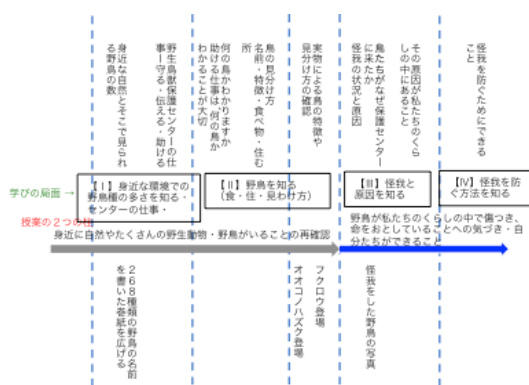 身近な自然とそこで見られ
る野鳥の数
野生鳥獣保護センターの仕
事ー守る・伝える・助ける
何の鳥かわかりますか
助ける仕事は、何の鳥か
わかることが大切
鳥の見分け方
名前・特徴・食べ物・住む
所
実物による鳥の特徴や
見分け方の確認
鳥たちがなぜ保護センター
に来たか
怪我の状況と原因
その原因が私たちのくら
しの中にあること
怪我を防ぐためにできる
こと
学びの局面 →
【Ⅰ】身近な環境での
野鳥種の多さを知る・
センターの仕事・
【Ⅱ】野鳥を知る
（食・住・見わけ方）
【Ⅲ】怪我と
原因を知る
【Ⅳ】怪我を防
ぐ方法を知る
授業の２つの柱
身近に自然やたくさんの野生動物・野鳥がいることの再確認
野鳥が私たちのくらしの中で傷つき、
命をおとしていることへの気づき・自
分たちができること
２６８種類の野鳥の名前
を書いた巻紙を広げる
フクロウ登場
オオコノハズク登場
怪我をした野鳥の写真